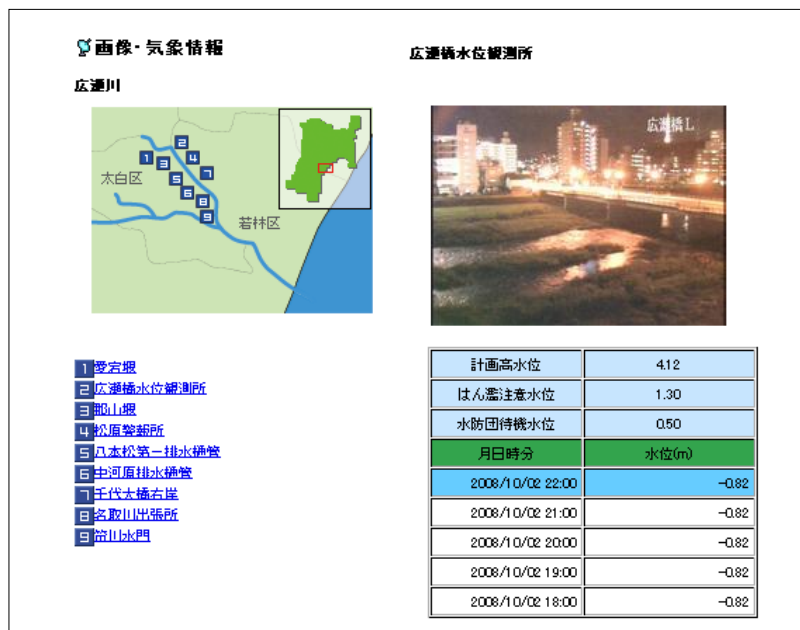 画像・気象情報
広瀬川
2
1
3
4
5
7
6
8
9
太白区
若林区
1愛宕堰
2広瀬橋水位観測所
3郡山堰
4松原警報所
5八本松第一排水樋管
6中河原排水樋管
7千代大橋右岸
8名取川出張所
9笊川水門
広瀬橋水位観測所
広瀬橋L
計画高水位 4.12
はん濫注意水位 1.30
水防団待機水位 0.50
月日時分 水位(m)
2008/10/02 22:00 -0.82
2008/10/02 21:00 -0.82
2008/10/02 20:00 -0.82
2008/10/02 19:00 -0.82
2008/10/02 18:00 -0.82